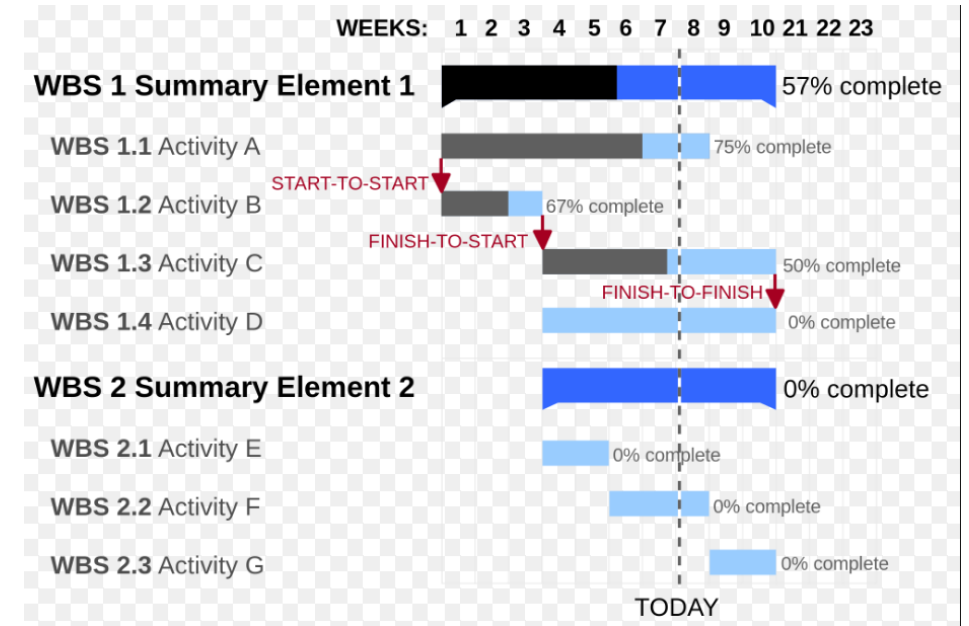 WEEKS: 1 2 3 4 5 6 7 8 9 10 21 22 23
WBS 1 Summary Element 1 57% complete
WBS 1.1 Activity A 75% complete
START-TO-START
WBS 1.2 Activity B 67% complete
FINISH-TO-START
WBS 1.3 Activity C 50% complete
FINISH-TO-FINISH
WBS 1.4 Activity D 0% complete
WBS 2 Summary Element 2 0% complete
WBS 2.1 Activity E 0% complete
WBS 2.2 Activity F 0% complete
WBS 2.3 Activity G 0% complete
TODAY